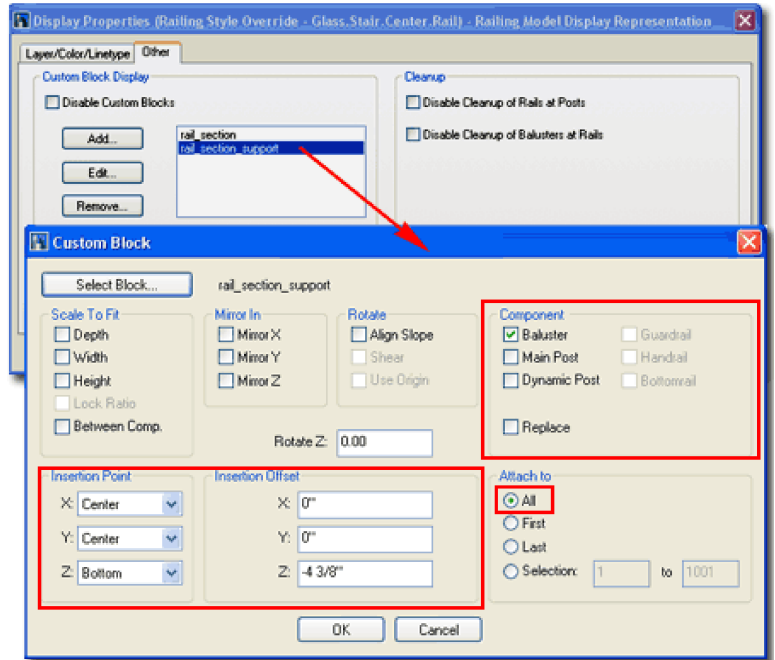 Display Properties (Railing Style Override - Glass.Stair.Center.Rail) - Railing Model Display Representation
Layer/Color/Linetype Other
Custom Block Display
Cleanup
Disable Custom Blocks
Disable Cleanup of Rails at Posts
Add...
rail_section
rail_section_support
Disable Cleanup of Balusters at Rails
Edit...
Remove...
Custom Block
Select Block...
rail_section_support
Scale To Fit
Mirror In
Rotate
Component
Depth
Mirror X
Align Slope
Baluster
Guardrail
Width
Mirror Y
Shear
Main Post
Handrail
Height
Mirror Z
Use Origin
Dynamic Post
Bottomrail
Lock Ratio
Between Comp.
Replace
Rotate Z: 0.00
Insertion Point
Insertion Offset
Attach to
X: Center
X: 0"
All
Y: Center
Y: 0"
First
Last
Z: Bottom
Z: -4 3/8"
Selection: 1 to 1001
OK
Cancel